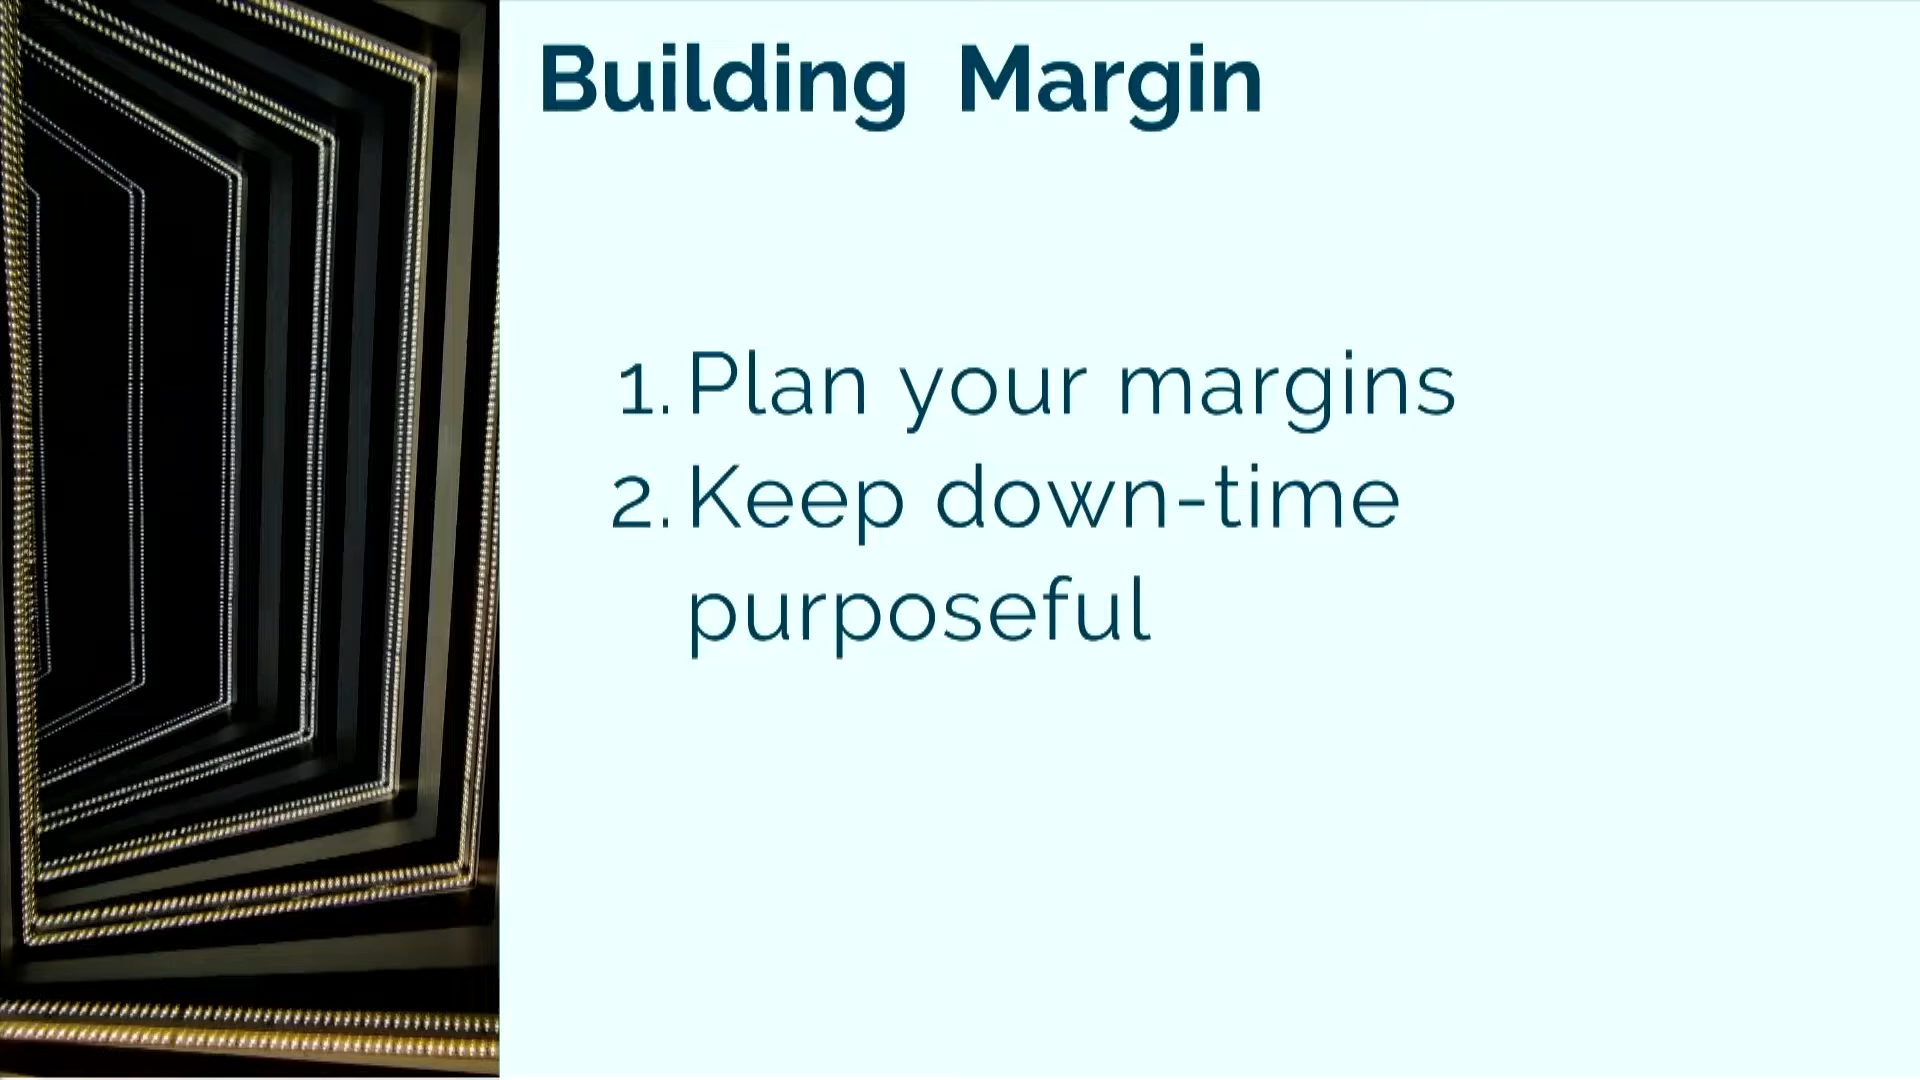 Building Margin
1. Plan your margins
2. Keep down-time
purposeful